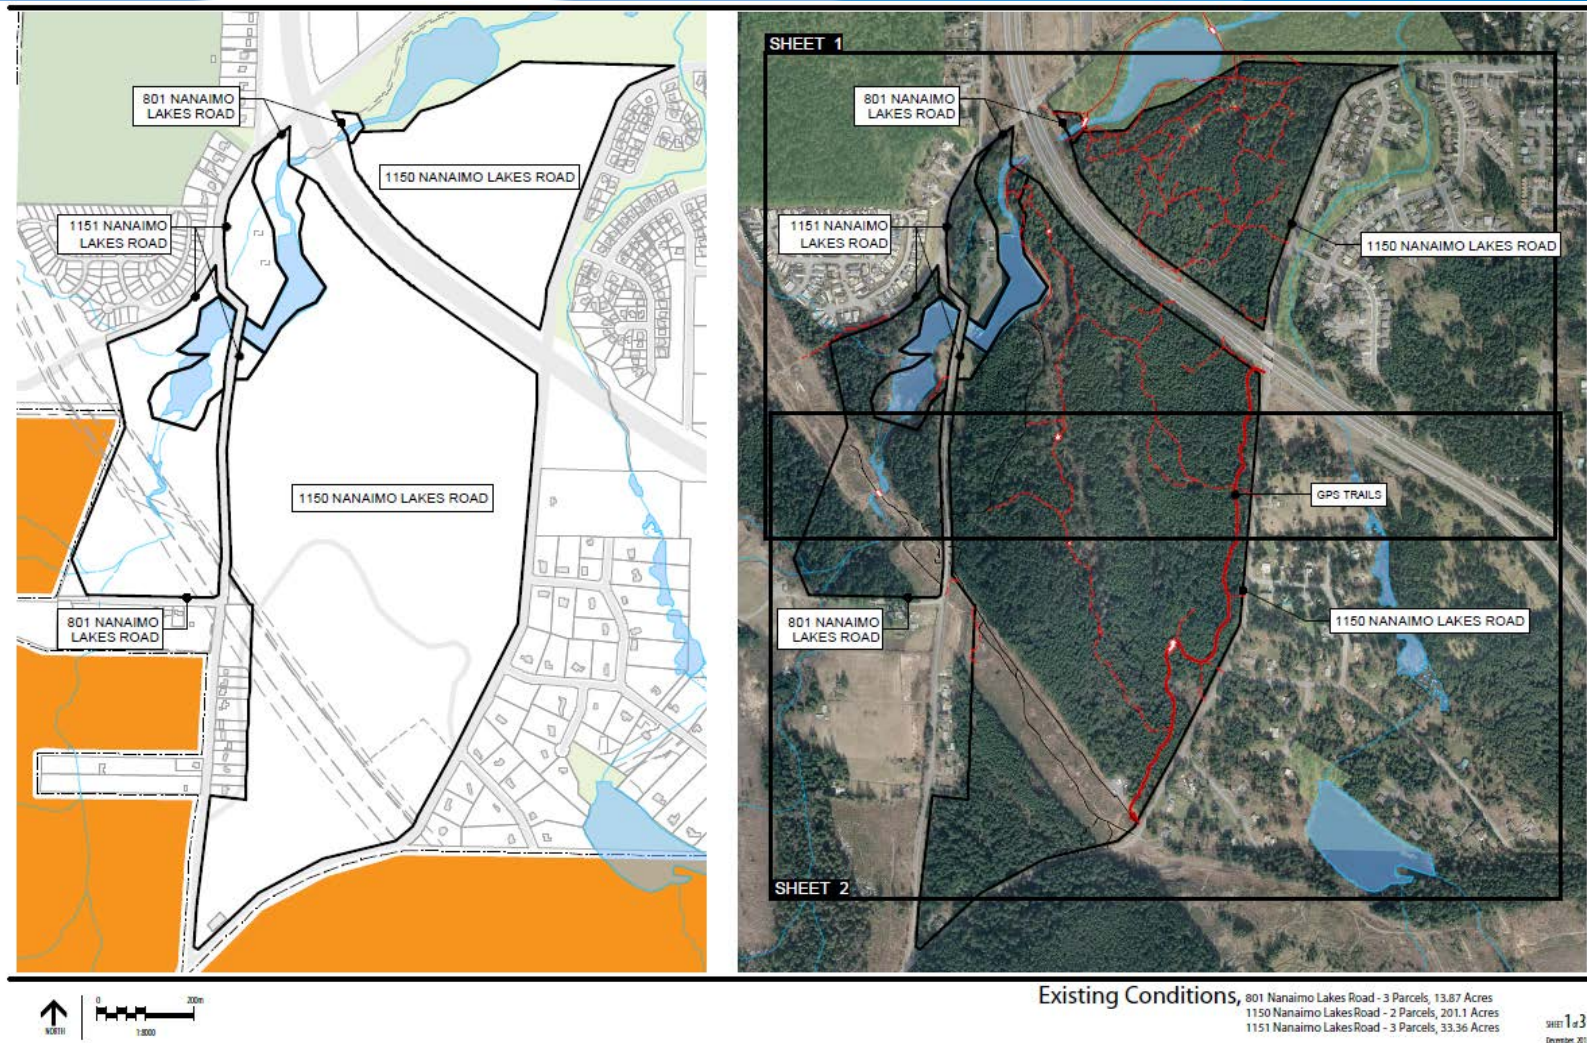 801 NANAIMO
LAKES ROAD
1150 NANAIMO LAKES ROAD
1151 NANAIMO
LAKES ROAD
1150 NANAIMO LAKES ROAD
801 NANAIMO
LAKES ROAD
SHEET 1
801 NANAIMO
LAKES ROAD
1151 NANAIMO
LAKES ROAD
1150 NANAIMO LAKES ROAD
GPS TRAILS
801 NANAIMO
LAKES ROAD
1150 NANAIMO LAKES ROAD
SHEET 2
NORTH
0 200m
1:8000
Existing Conditions, 801 Nanaimo Lakes Road - 3 Parcels, 13.87 Acres
1150 Nanaimo Lakes Road - 2 Parcels, 201.1 Acres
1151 Nanaimo Lakes Road - 3 Parcels, 33.36 Acres
SHEET 1 of 3
December, 201